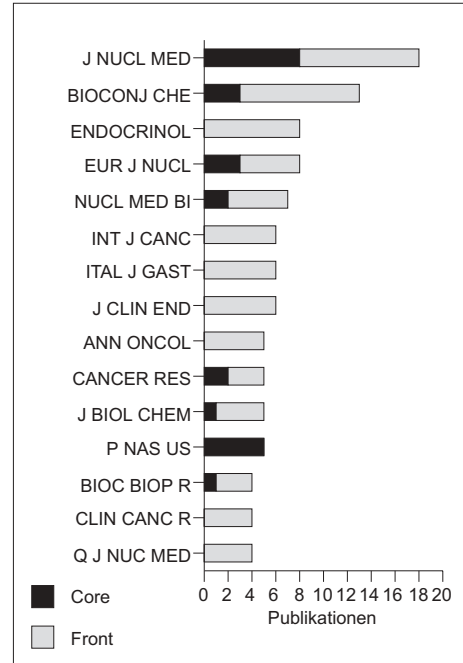 J NUCL MED
BIOCONJ CHE
ENDOCRINOL
EUR J NUCL
NUCL MED BI
INT J CANC
ITAL J GAST
J CLIN END
ANN ONCOL
CANCER RES
J BIOL CHEM
P NAS US
BIOC BIOP R
CLIN CANC R
Q J NUC MED
0 2 4 6 8 10 12 14 16 18 20
Publikationen
Core
Front